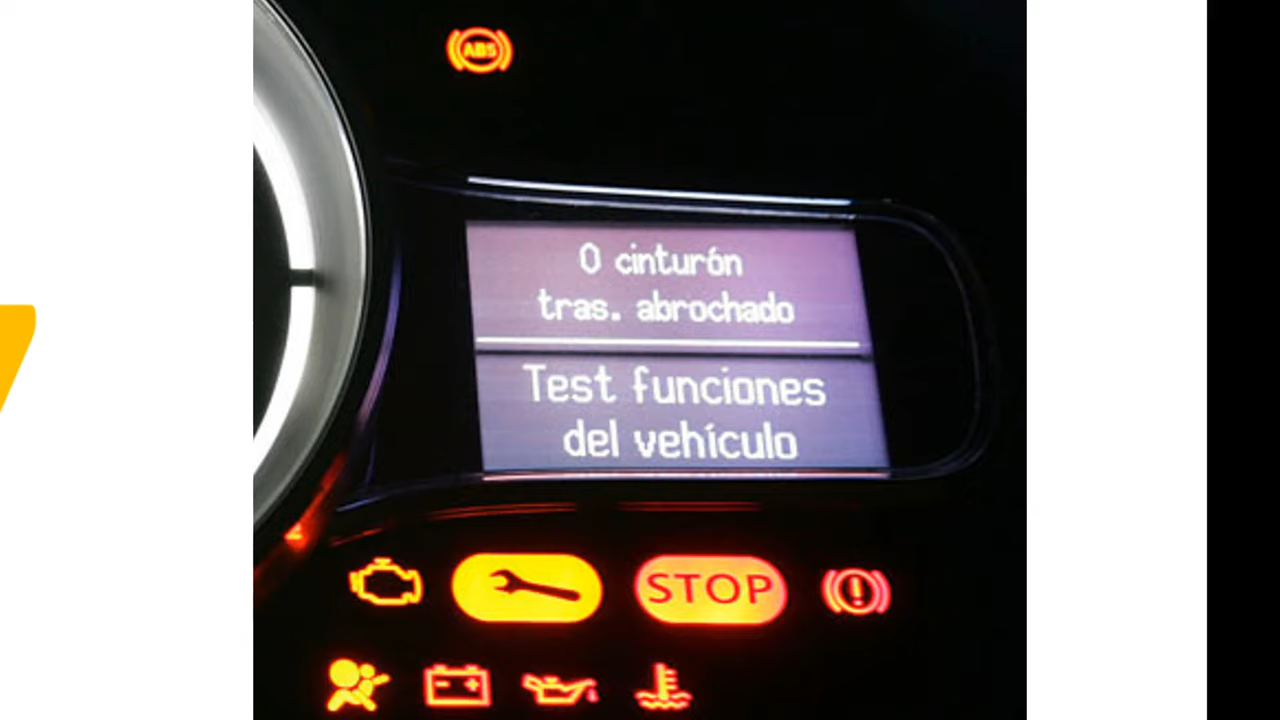 ABS
0 cinturón
tras. abrochado
Test funciones
del vehículo
STOP